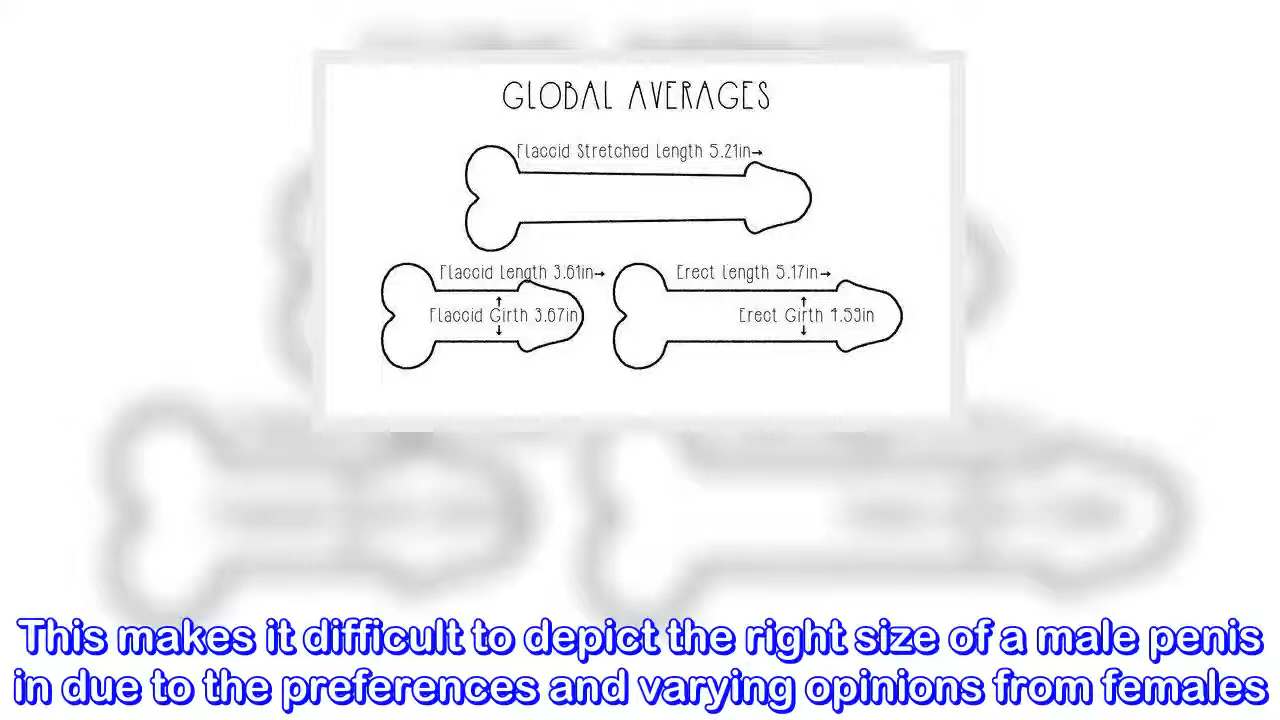 GLOBAL AVERAGES
Flaccid Stretched Length 5.21in→
Flaccid Length 3.61in→
Erect Length 5.17in→
Flaccid Girth 3.67in
Erect Girth 4.59in
This makes it difficult to depict the right size of a male penis
in due to the preferences and varying opinions from females